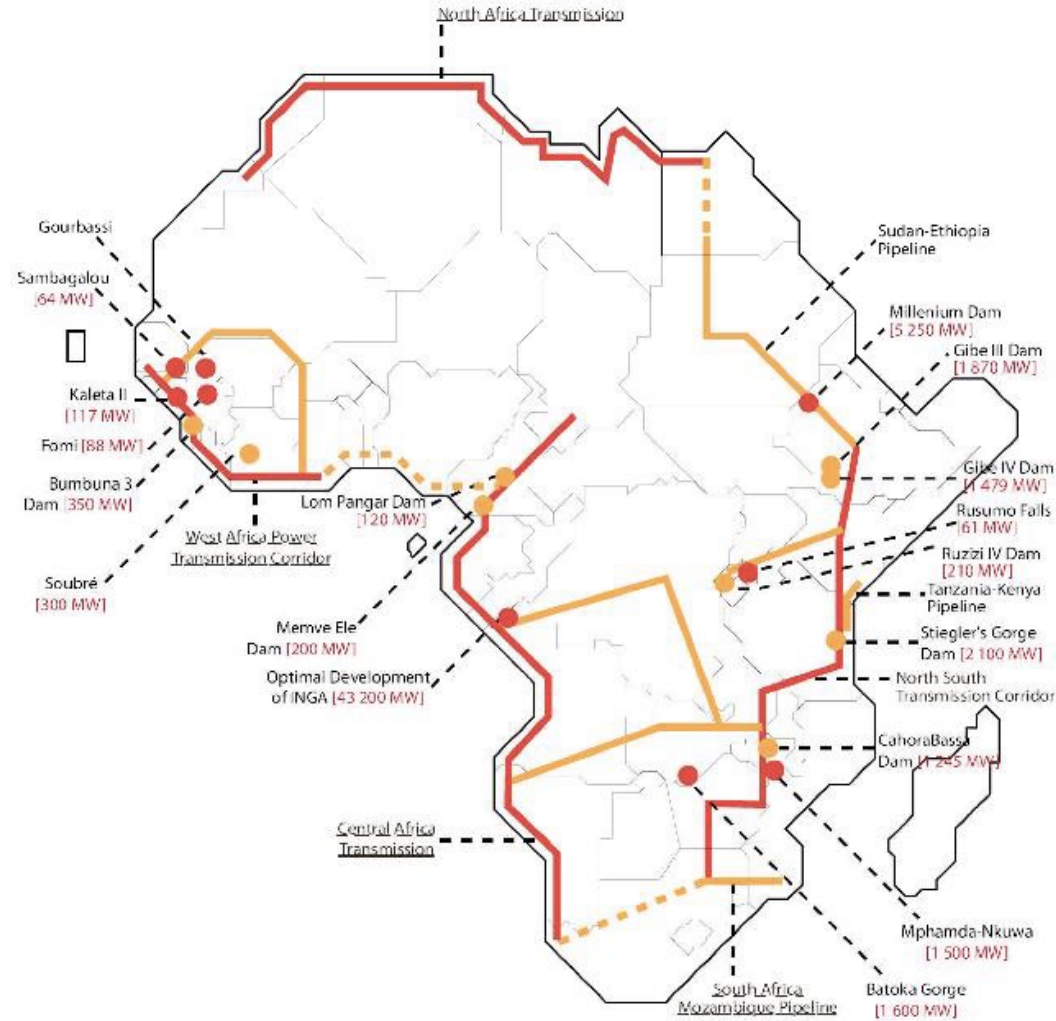 North Africa Transmission
Gourbassi
Sambagalou
[64 MW]
Kaleta II
[117 MW]
Fomi [88 MW]
Bumbuna 3
Dam [350 MW]
West Africa Power
Transmission Corridor
Soubré
[300 MW]
Lom Pangar Dam
[120 MW]
Memve Ele
Dam [200 MW]
Optimal Development
of INGA [43 200 MW]
Central Africa
Transmission
Sudan-Ethiopia
Pipeline
Millenium Dam
[5 250 MW]
Gibe III Dam
[1 870 MW]
Gibe IV Dam
[1 479 MW]
Rusumo Falls
[61 MW]
Ruzizi IV Dam
[210 MW]
Tanzania-Kenya
Pipeline
Stiegler's Gorge
Dam [2 100 MW]
North South
Transmission Corridor
CahoraBassa
Dam [1 245 MW]
Mphamda-Nkuwa
[1 500 MW]
Batoka Gorge
[1 600 MW]
South Africa
Mozambique Pipeline